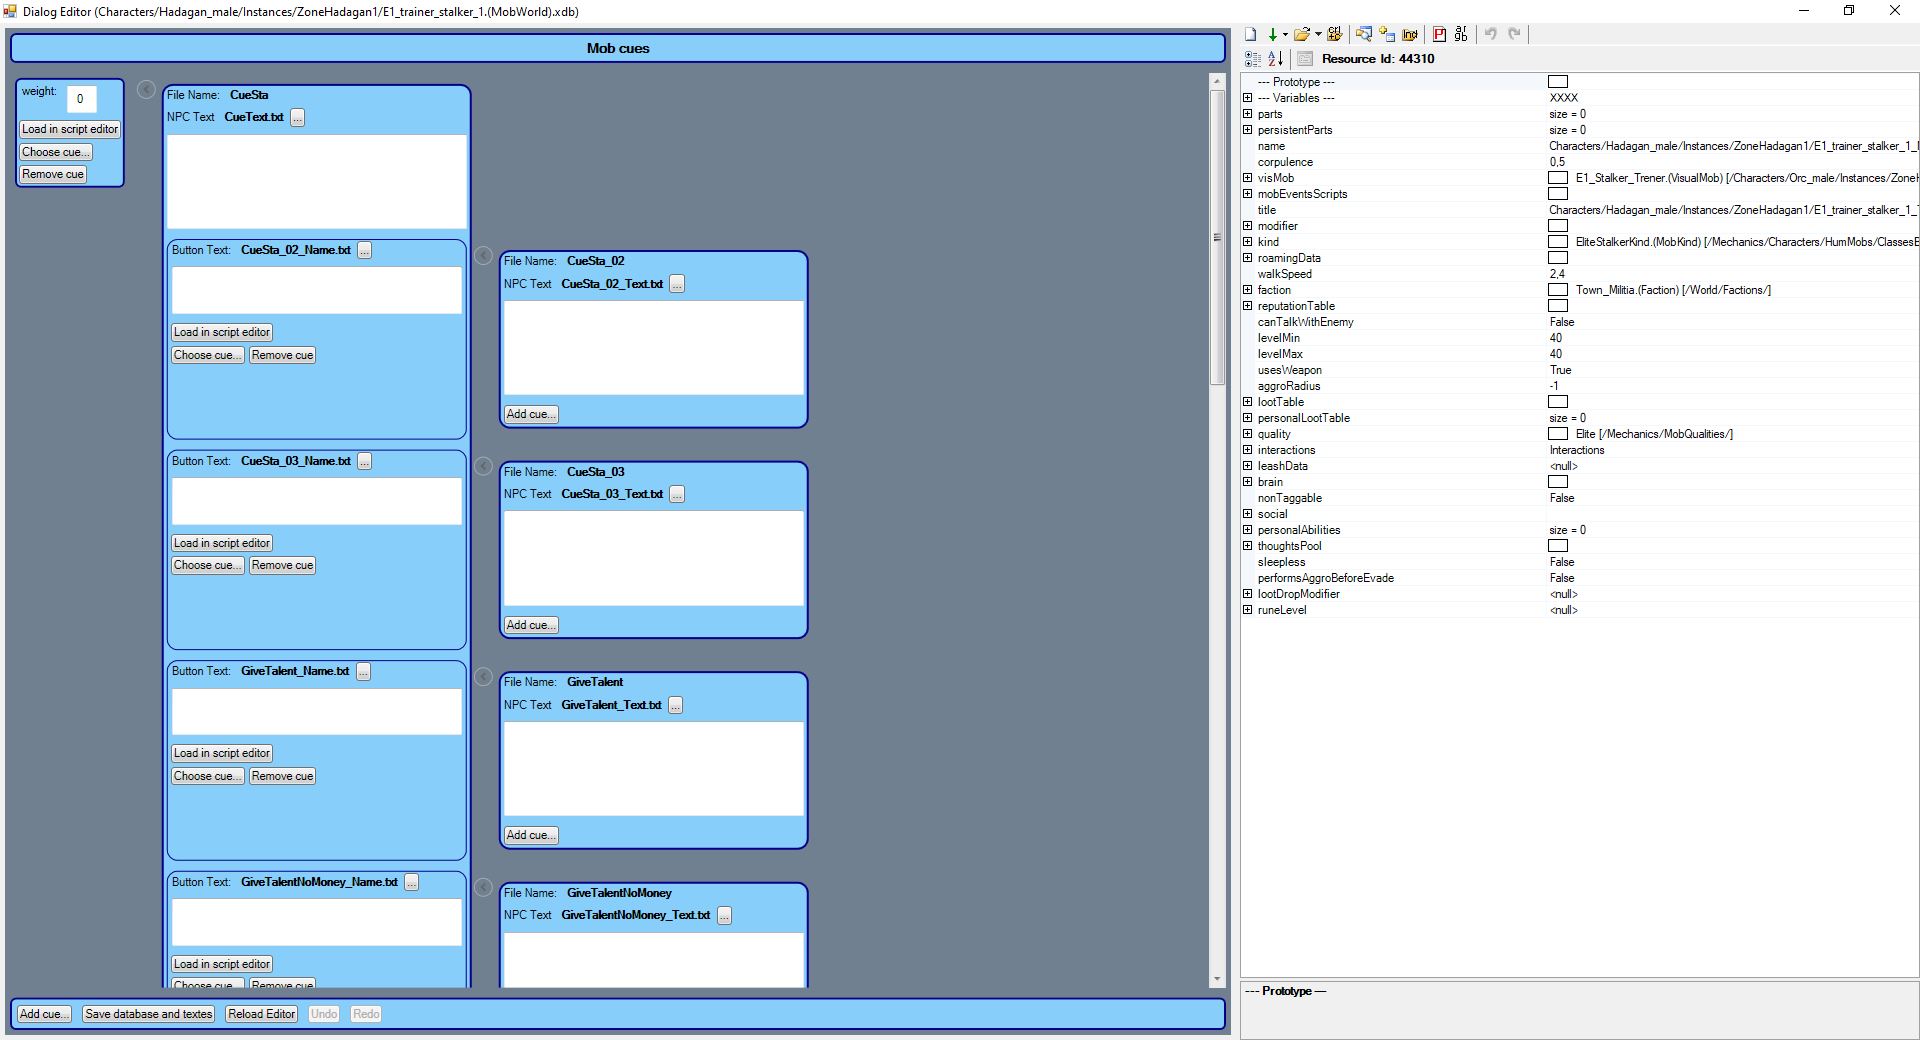 Dialog Editor (Characters/Hadagan_male/Instances/ZoneHadagan1/E1_trainer_stalker_1.(MobWorld).xdb)
Mob cues
weight: 0
Load in script editor
Choose cue...
Remove cue
File Name: CueSta
NPC Text CueText.txt ...
Button Text: CueSta_02_Name.txt ...
Load in script editor
Choose cue... Remove cue
File Name: CueSta_02
NPC Text CueSta_02_Text.txt ...
Add cue...
Button Text: CueSta_03_Name.txt ...
Load in script editor
Choose cue... Remove cue
File Name: CueSta_03
NPC Text CueSta_03_Text.txt ...
Add cue...
Button Text: GiveTalent_Name.txt ...
Load in script editor
Choose cue... Remove cue
File Name: GiveTalent
NPC Text GiveTalent_Text.txt ...
Add cue...
Button Text: GiveTalentNoMoney_Name.txt ...
Load in script editor
Choose cue... Remove cue
File Name: GiveTalentNoMoney
NPC Text GiveTalentNoMoney_Text.txt ...
Add cue... Save database and textes Reload Editor Undo Redo
Resource Id: 44310
--- Prototype ---
--- Variables --- XXXX
parts size = 0
persistentParts size = 0
name Characters/Hadagan_male/Instances/ZoneHadagan1/E1_trainer_stalker_1_
corpulence 0,5
visMob E1_Stalker_Trener.(VisualMob) [/Characters/Orc_male/Instances/Zone
mobEventsScripts
title Characters/Hadagan_male/Instances/ZoneHadagan1/E1_trainer_stalker_1_
modifier
kind EliteStalkerKind.(MobKind) [/Mechanics/Characters/HumMobs/Classes
roamingData
walkSpeed 2,4
faction Town_Militia.(Faction) [/World/Factions/]
reputationTable
canTalkWithEnemy False
levelMin 40
levelMax 40
usesWeapon True
aggroRadius -1
lootTable
personalLootTable size = 0
quality Elite [/Mechanics/MobQualities/]
interactions Interactions
leashData <null>
brain
nonTaggable False
social
personalAbilities size = 0
thoughtsPool
sleepless False
performsAggroBeforeEvade False
lootDropModifier <null>
runeLevel <null>
--- Prototype ---